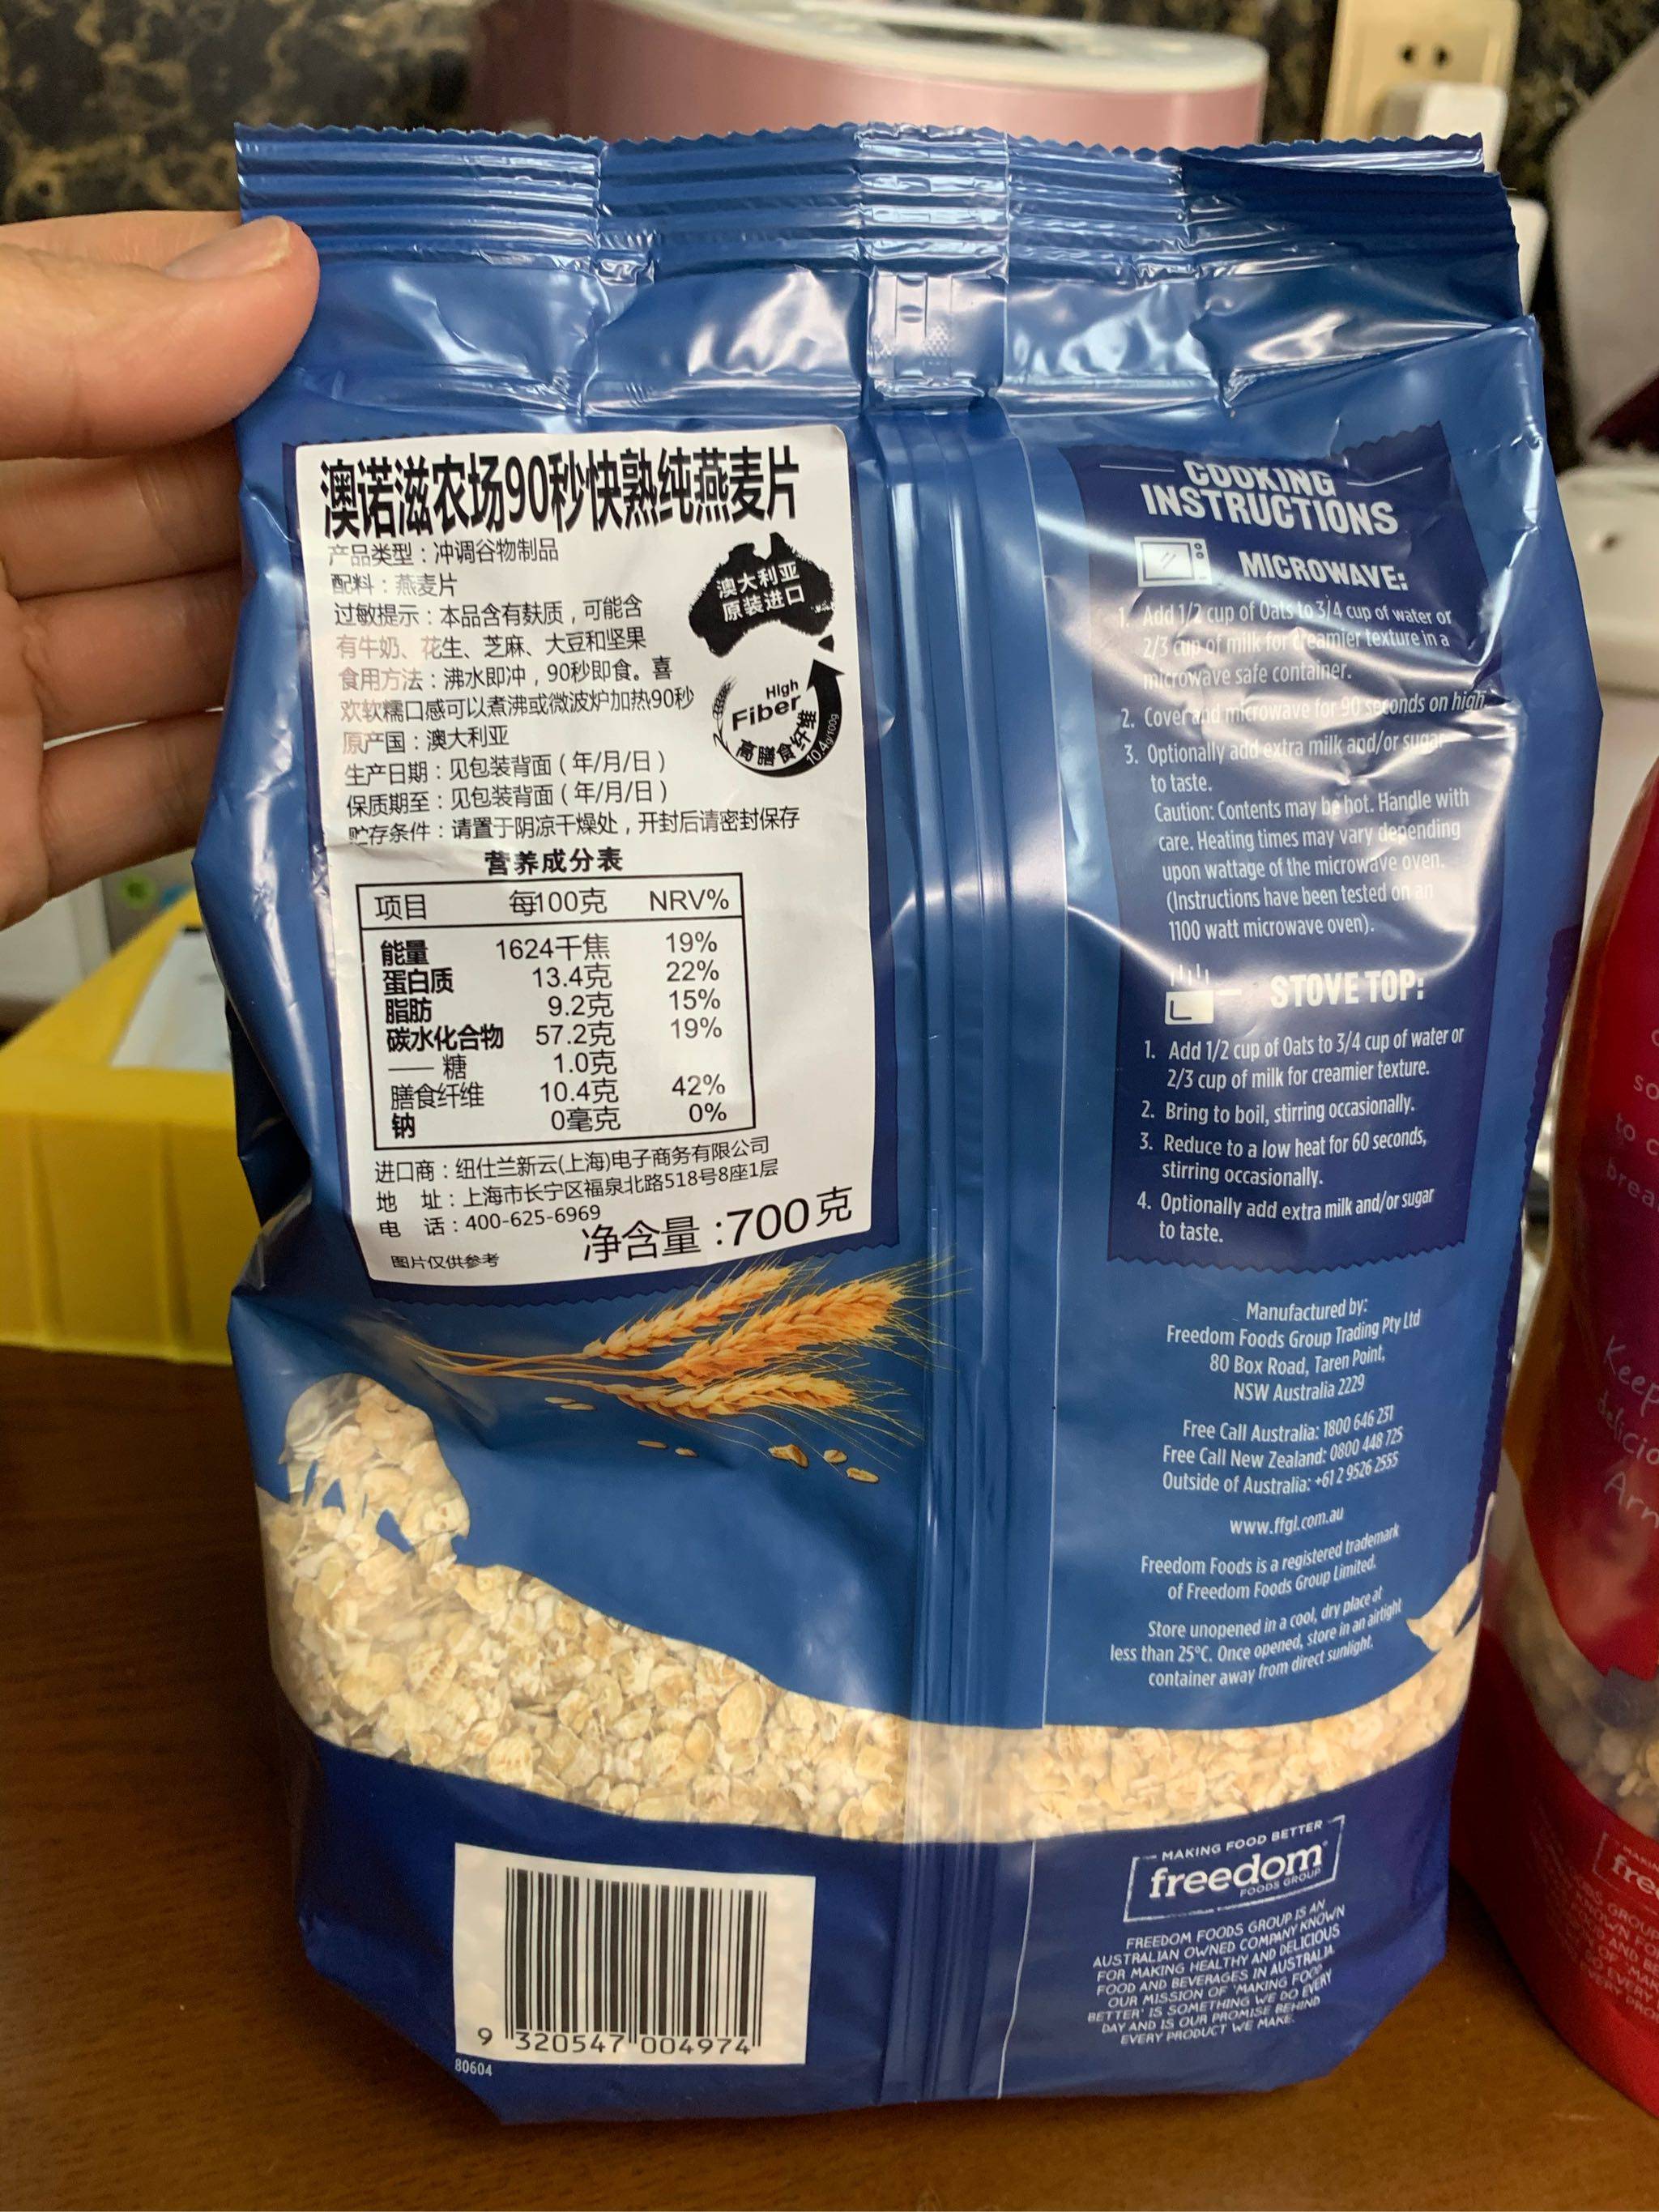 澳诺滋农场90秒快熟纯燕麦片
产品类型：冲调谷物制品
配料：燕麦片
过敏提示：本品含有麸质，可能含
有牛奶、花生、芝麻、大豆和坚果
食用方法：沸水即冲，90秒即食。喜
欢软糯口感可以煮沸或微波炉加热90秒
原产国：澳大利亚
生产日期：见包装背面（年/月/日）
保质期至：见包装背面（年/月/日）
贮存条件：请置于阴凉干燥处，开封后请密封保存
澳大利亚
原装进口
High
Fiber
高膳食纤维
10.4g/100g
营养成分表
项目 每100克 NRV%
能量 1624千焦 19%
蛋白质 13.4克 22%
脂肪 9.2克 15%
碳水化合物 57.2克 19%
—— 糖 1.0克
膳食纤维 10.4克 42%
钠 0毫克 0%
进口商：纽仕兰新云(上海)电子商务有限公司
地 址：上海市长宁区福泉北路518号8座1层
电 话：400-625-6969
净含量：700克
图片仅供参考
COOKING
INSTRUCTIONS
MICROWAVE:
1. Add 1/2 cup of Oats to 3/4 cup of water or
2/3 cup of milk for creamier texture in a
microwave safe container.
2. Cover and microwave for 90 seconds on high.
3. Optionally add extra milk and/or sugar
to taste.
Caution: Contents may be hot. Handle with
care. Heating times may vary depending
upon wattage of the microwave oven.
(Instructions have been tested on an
1100 watt microwave oven).
STOVE TOP:
1. Add 1/2 cup of Oats to 3/4 cup of water or
2/3 cup of milk for creamier texture.
2. Bring to boil, stirring occasionally.
3. Reduce to a low heat for 60 seconds,
stirring occasionally.
4. Optionally add extra milk and/or sugar
to taste.
Manufactured by:
Freedom Foods Group Trading Pty Ltd
80 Box Road, Taren Point,
NSW Australia 2229
Free Call Australia: 1800 646 231
Free Call New Zealand: 0800 448 725
Outside of Australia: +61 2 9526 2555
www.ffgl.com.au
Freedom Foods is a registered trademark
of Freedom Foods Group Limited.
Store unopened in a cool, dry place at
less than 25°C. Once opened, store in an airtight
container away from direct sunlight.
MAKING FOOD BETTER
freedom
FOODS GROUP
FREEDOM FOODS GROUP IS AN
AUSTRALIAN OWNED COMPANY KNOWN
FOR MAKING HEALTHY AND DELICIOUS
FOOD AND BEVERAGES IN AUSTRALIA
OUR MISSION OF 'MAKING FOOD
BETTER' IS SOMETHING WE DO EVERY
DAY AND IS OUR PROMISE BEHIND
EVERY PRODUCT WE MAKE.
9 320547 004974
80604
to
Keep